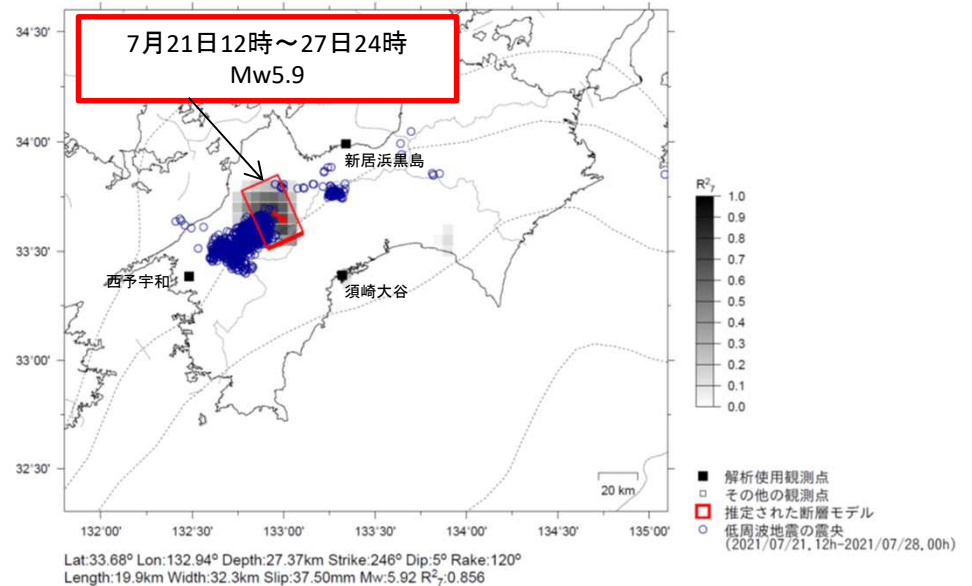 7月21日12時～27日24時
Mw5.9
34°30'
34°00'
33°30'
33°00'
32°30'
新居浜黒島
西予宇和
須崎大谷
20 km
132°00'
132°30'
133°00'
133°30'
134°00'
134°30'
135°00'
R²₇
1.0
0.9
0.8
0.7
0.6
0.5
0.4
0.3
0.2
0.1
0.0
解析使用観測点
その他の観測点
推定された断層モデル
低周波地震の震央
(2021/07/21,12h-2021/07/28,00h)
Lat:33.68° Lon:132.94° Depth:27.37km Strike:246° Dip:5° Rake:120°
Length:19.9km Width:32.3km Slip:37.50mm Mw:5.92 R²₇:0.856